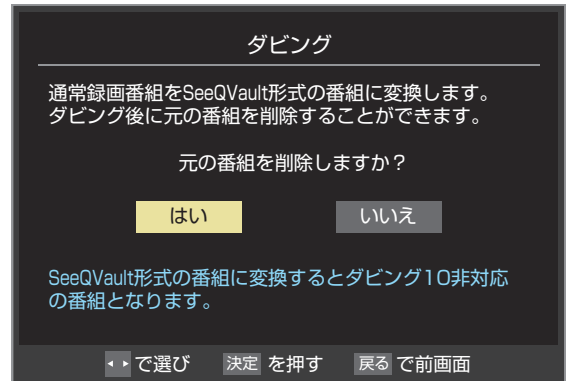 ダビング
通常録画番組をSeeQVault形式の番組に変換します。
ダビング後に元の番組を削除することができます。
元の番組を削除しますか？
はい いいえ
SeeQVault形式の番組に変換するとダビング10非対応
の番組となります。
で選び 決定 を押す 戻る で前画面